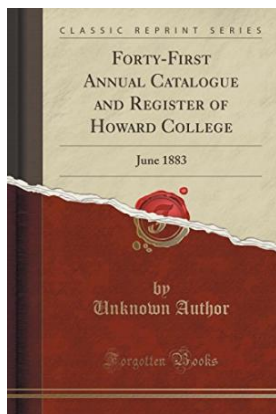 CLASSIC REPRINT SERIES
FORTY-FIRST
ANNUAL CATALOGUE
AND REGISTER OF
HOWARD COLLEGE
June 1883
by
Unknown Author
Forgotten Books